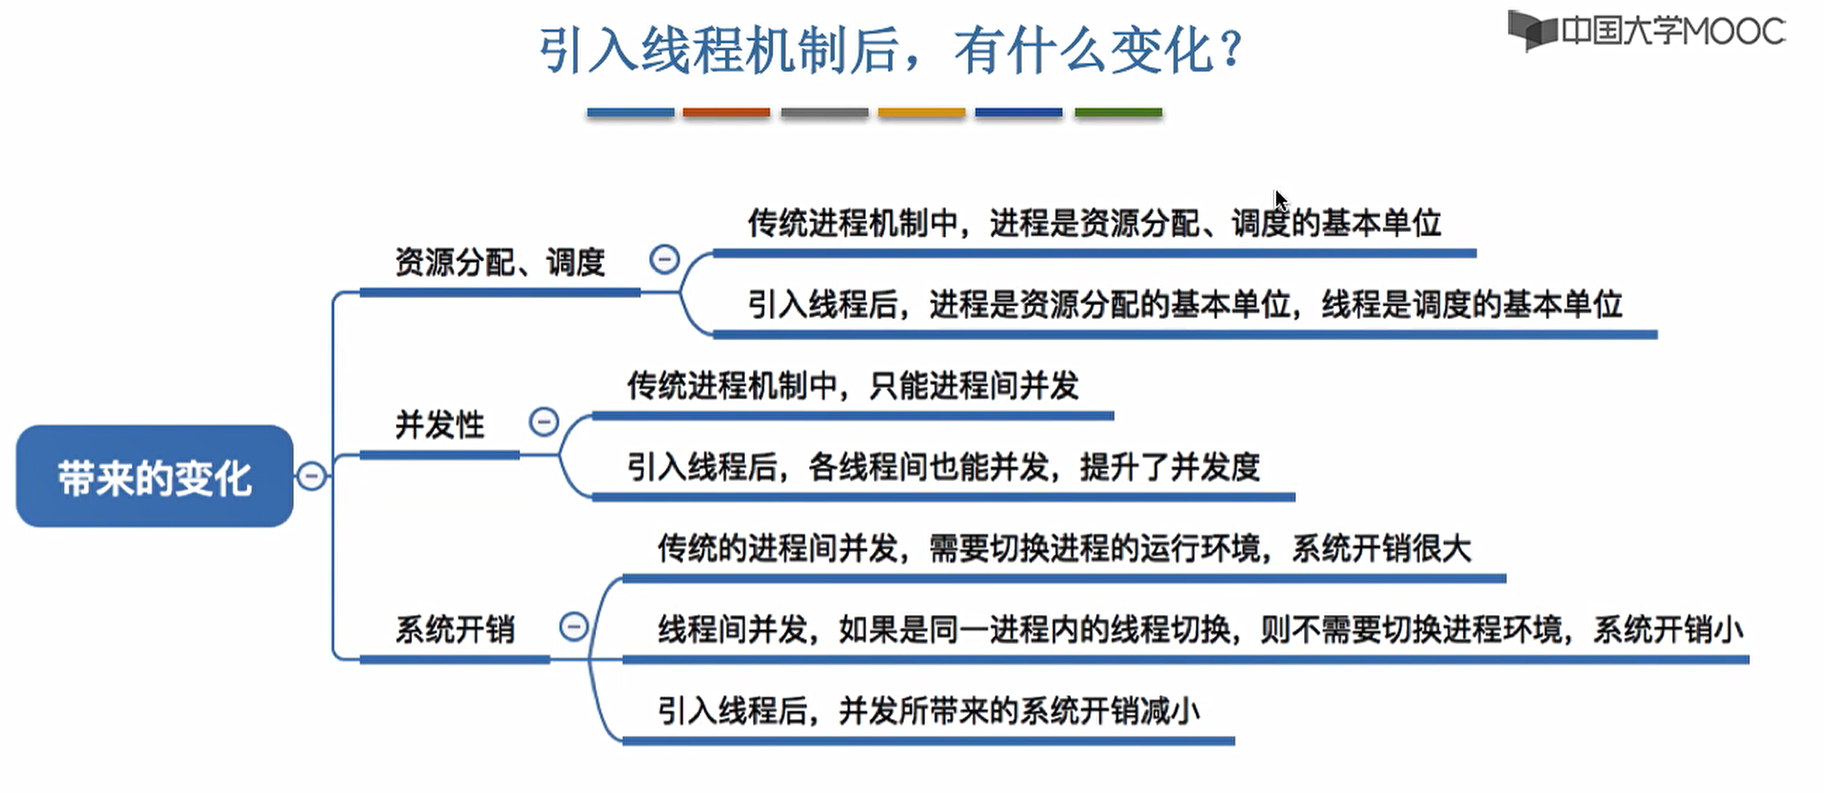 引入线程机制后，有什么变化？
中国大学MOOC
带来的变化
资源分配、调度
传统进程机制中，进程是资源分配、调度的基本单位
引入线程后，进程是资源分配的基本单位，线程是调度的基本单位
并发性
传统进程机制中，只能进程间并发
引入线程后，各线程间也能并发，提升了并发度
系统开销
传统的进程间并发，需要切换进程的运行环境，系统开销很大
线程间并发，如果是同一进程内的线程切换，则不需要切换进程环境，系统开销小
引入线程后，并发所带来的系统开销减小